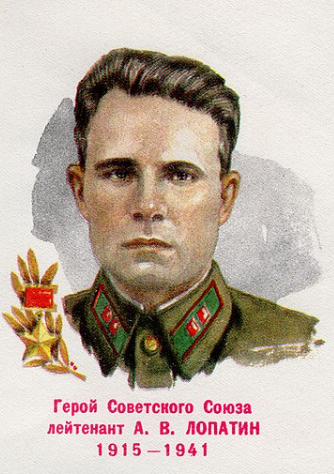 Герой Советского Союза
лейтенант А. В. ЛОПАТИН
1915—1941